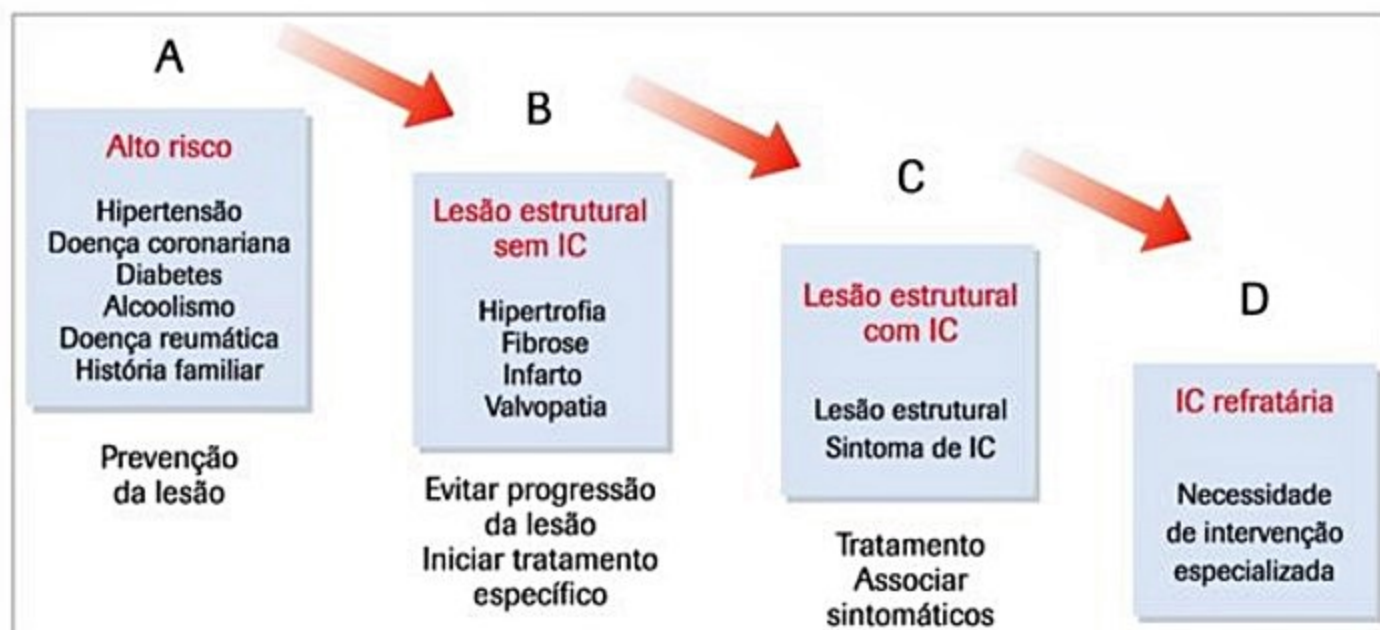 A
Alto risco
Hipertensão
Doença coronariana
Diabetes
Alcoolismo
Doença reumática
História familiar
Prevenção
da lesão
B
Lesão estrutural
sem IC
Hipertrofia
Fibrose
Infarto
Valvopatia
Evitar progressão
da lesão
Iniciar tratamento
específico
C
Lesão estrutural
com IC
Lesão estrutural
Sintoma de IC
Tratamento
Associar
sintomáticos
D
IC refratária
Necessidade
de intervenção
especializada